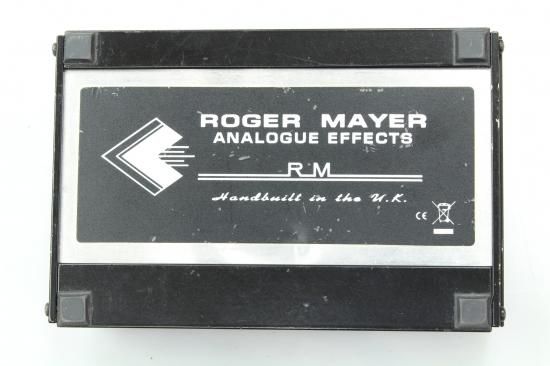 ROGER MAYER
ANALOGUE EFFECTS
RM
Handbuilt in the U.K.
CE